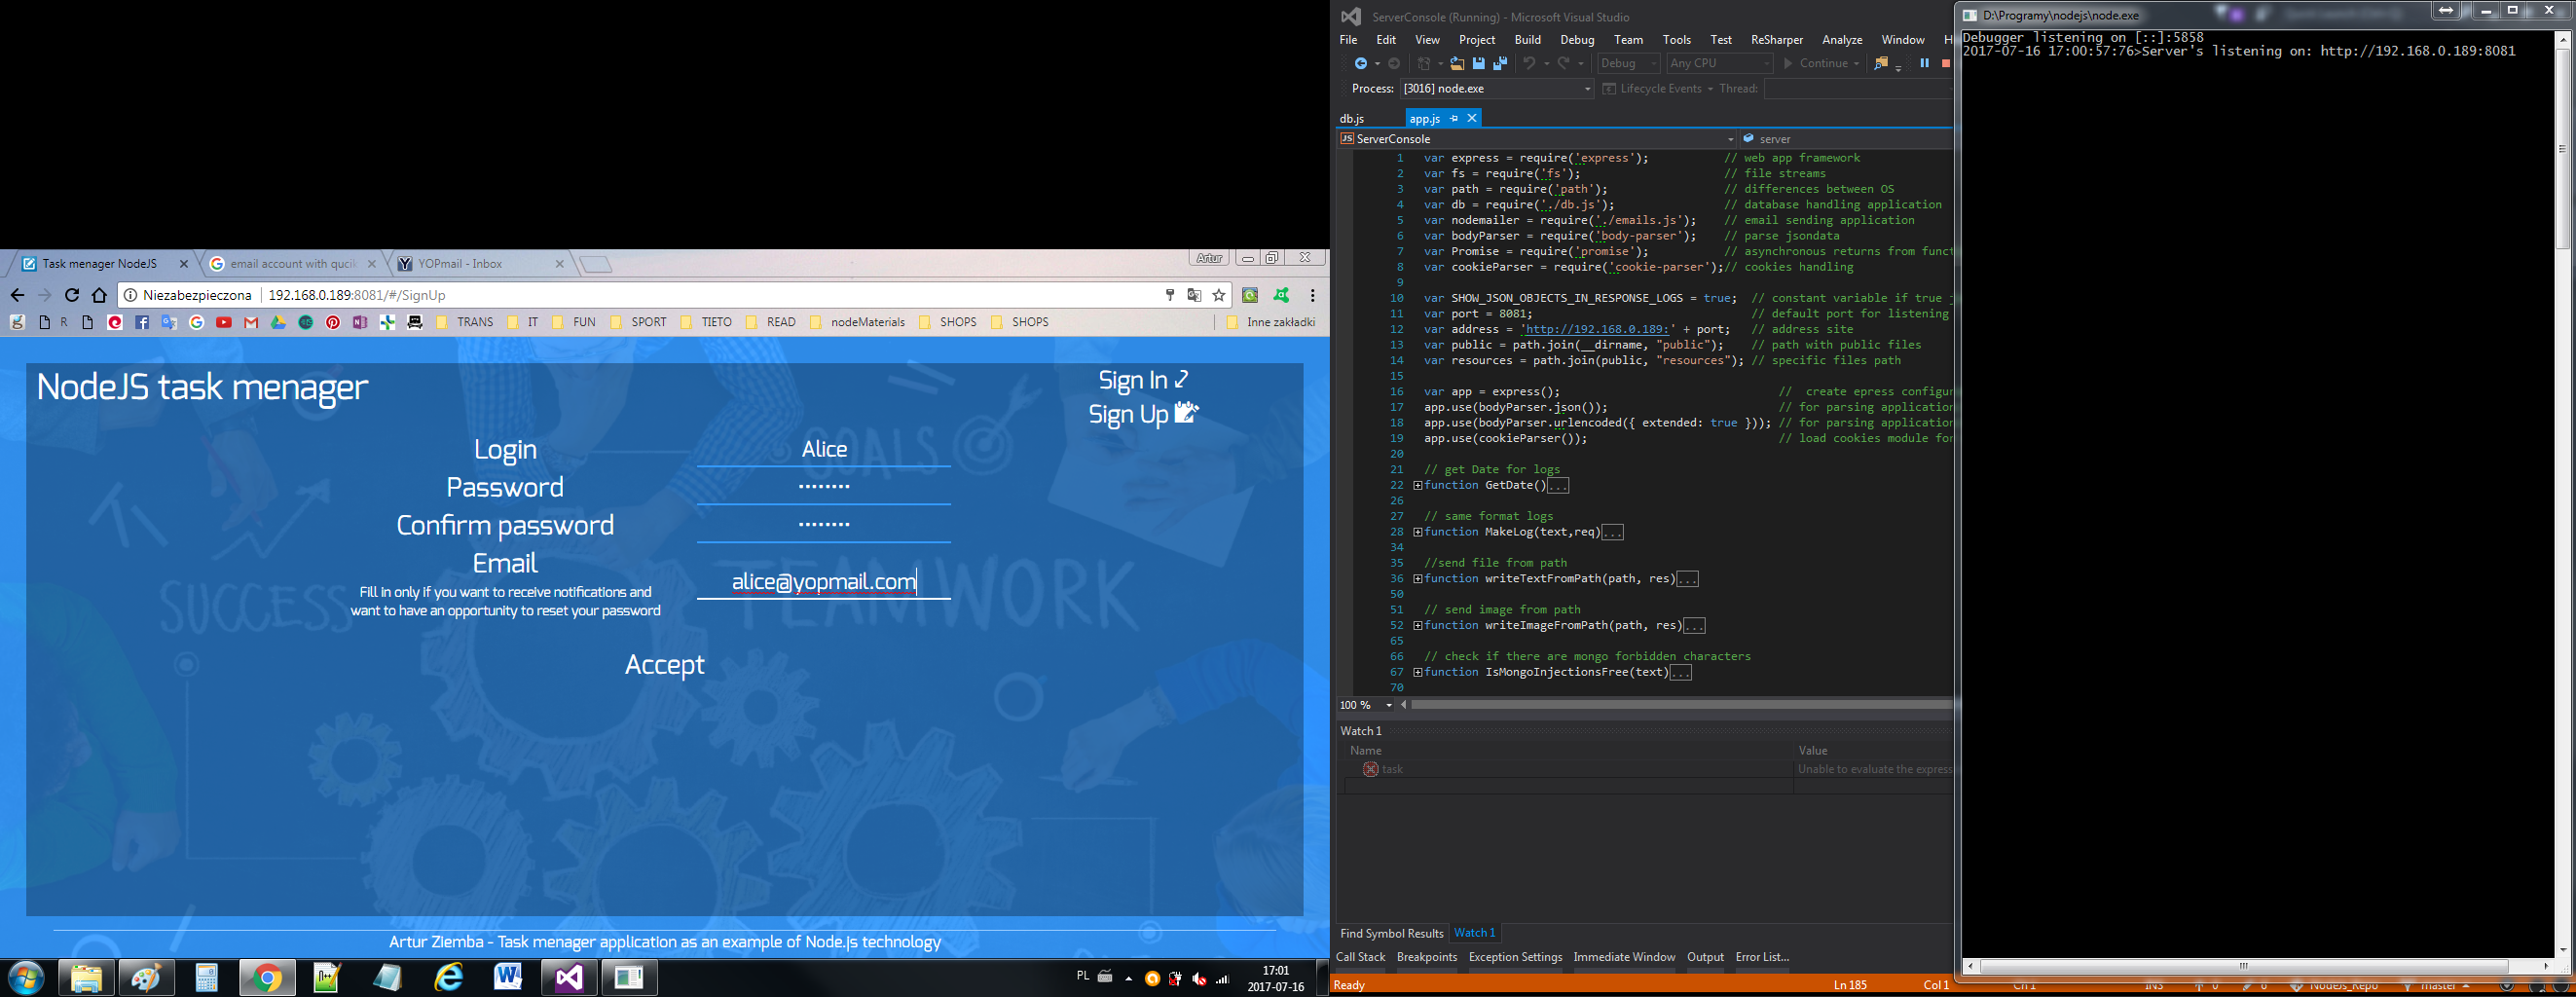 Task menager NodeJS
email account with qucik
YOPmail - Inbox
Artur
Niezabezpieczona
192.168.0.189:8081/#/SignUp
R
TRANS
IT
FUN
SPORT
TIETO
READ
nodeMaterials
SHOPS
SHOPS
Inne zakładki
NodeJS task menager
Sign In
Sign Up
GOALS
SUCCESS
TEAMWORK
Login
Alice
Password
••••••••
Confirm password
••••••••
Email
alice@yopmail.com
Fill in only if you want to receive notifications and
want to have an opportunity to reset your password
Accept
Artur Ziemba - Task menager application as an example of Node.js technology
PL
17:01
2017-07-16
ServerConsole (Running) - Microsoft Visual Studio
File Edit View Project Build Debug Team Tools Test ReSharper Analyze Window
Debug Any CPU Continue
Process: [3016] node.exe Lifecycle Events Thread:
db.js app.js
JS ServerConsole server
1 var express = require('express'); // web app framework
2 var fs = require('fs'); // file streams
3 var path = require('path'); // differences between OS
4 var db = require('./db.js'); // database handling application
5 var nodemailer = require('./emails.js'); // email sending application
6 var bodyParser = require('body-parser'); // parse jsondata
7 var Promise = require('promise'); // asynchronous returns from funct
8 var cookieParser = require('cookie-parser');// cookies handling
9
10 var SHOW_JSON_OBJECTS_IN_RESPONSE_LOGS = true; // constant variable if true j
11 var port = 8081; // default port for listening
12 var address = 'http://192.168.0.189:' + port; // address site
13 var public = path.join(__dirname, "public"); // path with public files
14 var resources = path.join(public, "resources"); // specific files path
15
16 var app = express(); // create epress configur
17 app.use(bodyParser.json()); // for parsing application
18 app.use(bodyParser.urlencoded({ extended: true })); // for parsing application
19 app.use(cookieParser()); // load cookies module for
20
21 // get Date for logs
22 function GetDate()...
26
27 // same format logs
28 function MakeLog(text,req)...
34
35 //send file from path
36 function writeTextFromPath(path, res)...
50
51 // send image from path
52 function writeImageFromPath(path, res)...
65
66 // check if there are mongo forbidden characters
67 function IsMongoInjectionsFree(text)...
70
100 %
Watch 1
Name Value
task Unable to evaluate the express
Find Symbol Results Watch 1
Call Stack Breakpoints Exception Settings Immediate Window Output Error List...
Ready Ln 185 Col 1 Ch 1 INS 0 6 NodeJS_Repo master
D:\Programy\nodejs\node.exe
Debugger listening on [::]:5858
2017-07-16 17:00:57:76>Server's listening on: http://192.168.0.189:8081